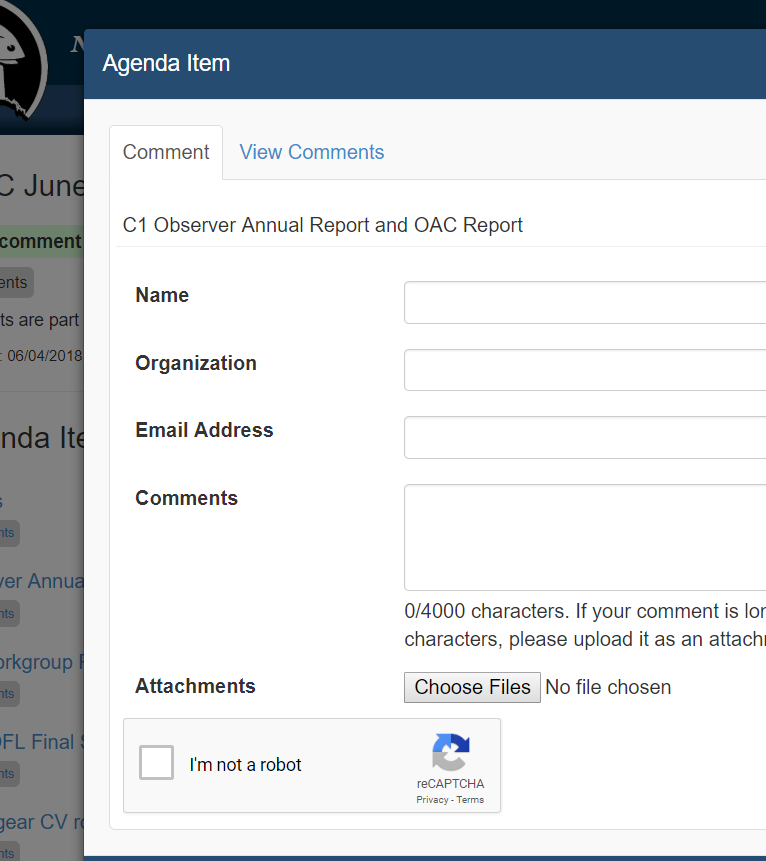 N
Agenda Item
Comment
View Comments
C June
comment
C1 Observer Annual Report and OAC Report
ents
Name
ts are part
: 06/04/2018
Organization
Email Address
nda Ite
Comments
s
nts
ver Annua
nts
0/4000 characters. If your comment is lon
characters, please upload it as an attachm
orkgroup R
nts
Attachments
Choose Files No file chosen
OFL Final S
nts
I'm not a robot
reCAPTCHA
Privacy - Terms
gear CV ro
nts